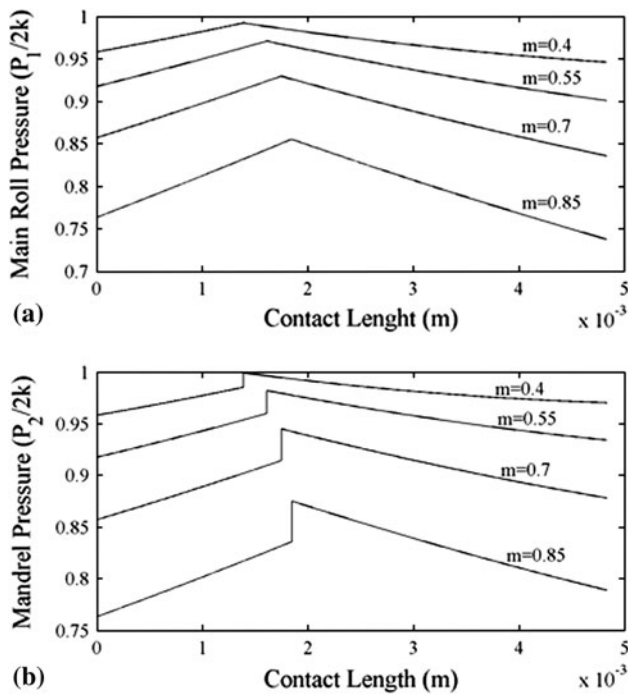 Main Roll Pressure (P₁/2k)
1
0.95
0.9
0.85
0.8
0.75
0.7
m=0.4
m=0.55
m=0.7
m=0.85
0 1 2 3 4 5
(a) Contact Lenght (m) x 10⁻³
Mandrel Pressure (P₂/2k)
1
0.95
0.9
0.85
0.8
0.75
m=0.4
m=0.55
m=0.7
m=0.85
0 1 2 3 4 5
(b) Contact Length (m) x 10⁻³